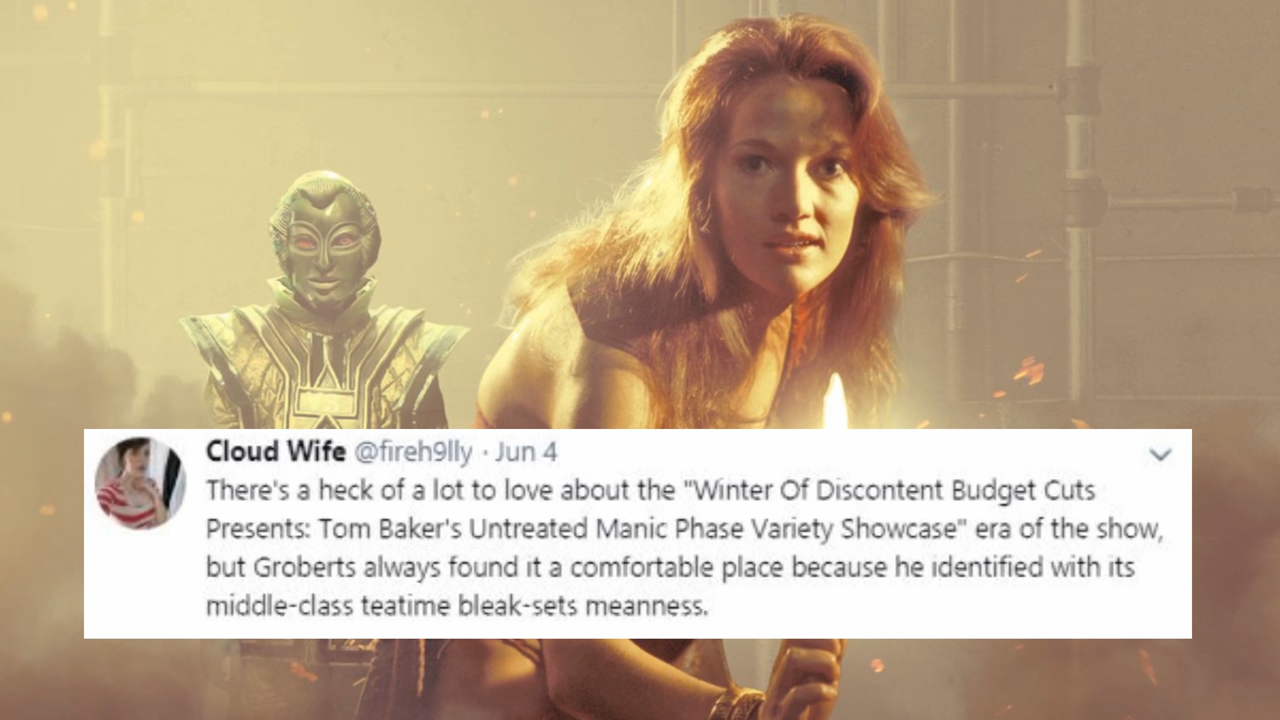 Cloud Wife @fireh9lly · Jun 4
There's a heck of a lot to love about the "Winter Of Discontent Budget Cuts
Presents: Tom Baker's Untreated Manic Phase Variety Showcase" era of the show,
but Groberts always found it a comfortable place because he identified with its
middle-class teatime bleak-sets meanness.